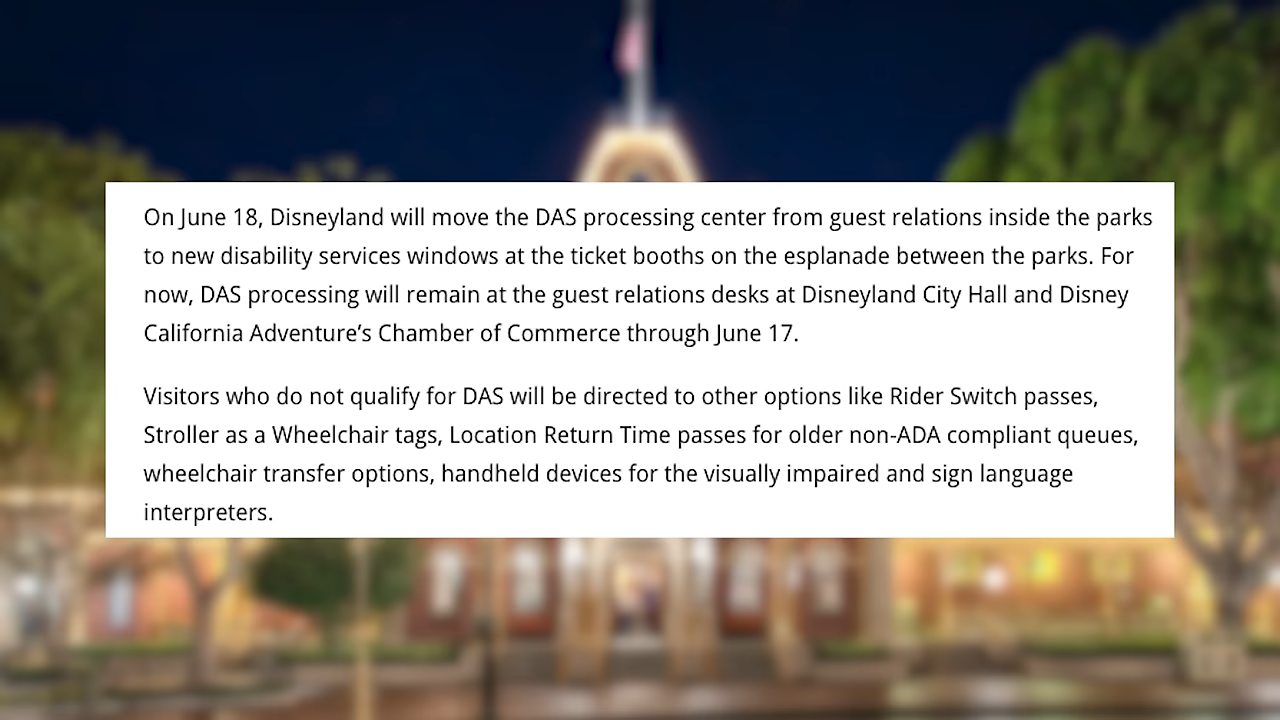 On June 18, Disneyland will move the DAS processing center from guest relations inside the parks
to new disability services windows at the ticket booths on the esplanade between the parks. For
now, DAS processing will remain at the guest relations desks at Disneyland City Hall and Disney
California Adventure’s Chamber of Commerce through June 17.
Visitors who do not qualify for DAS will be directed to other options like Rider Switch passes,
Stroller as a Wheelchair tags, Location Return Time passes for older non-ADA compliant queues,
wheelchair transfer options, handheld devices for the visually impaired and sign language
interpreters.